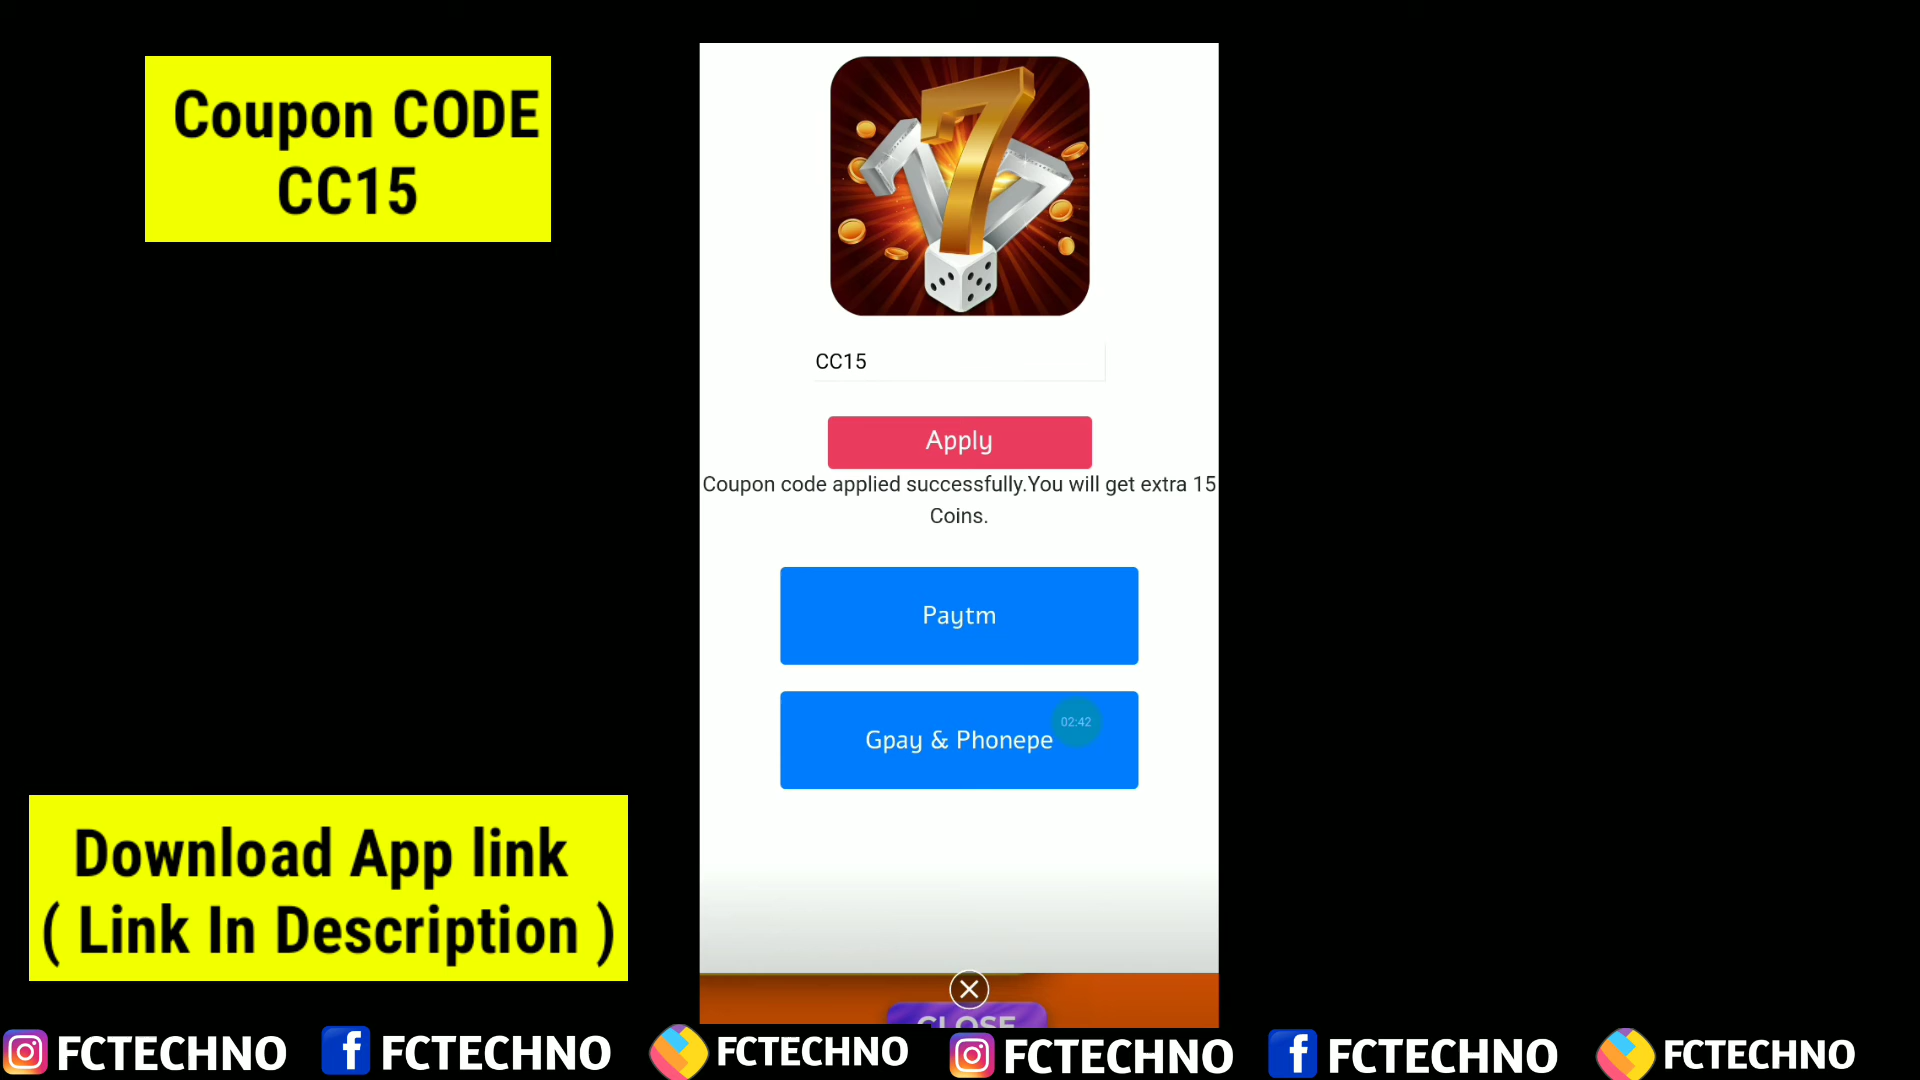 Coupon CODE
CC15
CC15
Apply
Coupon code applied successfully.You will get extra 15
Coins.
Paytm
Gpay & Phonepe
02:42
Download App link
( Link In Description )
CLOSE
FCTECHNO FCTECHNO FCTECHNO FCTECHNO FCTECHNO FCTECHNO